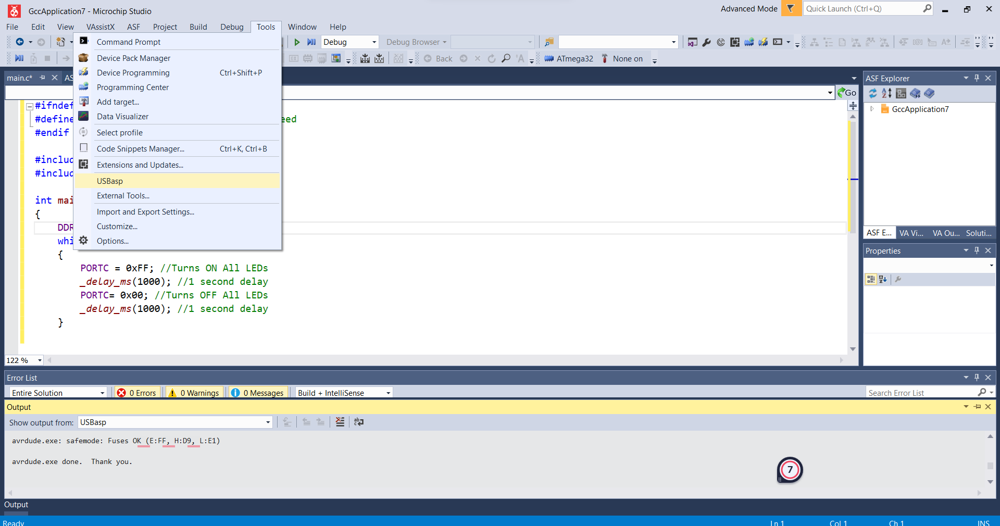 GccApplication7 - Microchip Studio
Advanced Mode
Quick Launch (Ctrl+Q)
File Edit View VAssistX ASF Project Build Debug Tools Window Help
Debug
Debug Browser
Back
ATmega32
None on
main.c*
AS
Command Prompt
Device Pack Manager
Device Programming Ctrl+Shift+P
Programming Center
Add target...
Data Visualizer
Select profile
Code Snippets Manager... Ctrl+K, Ctrl+B
Extensions and Updates...
USBasp
External Tools...
Import and Export Settings...
Customize...
Options...
Go
#ifndef
#define eed
#endif
#includ
#includ
int mai
{
DDR
whi
{
PORTC = 0xFF; //Turns ON All LEDs
_delay_ms(1000); //1 second delay
PORTC= 0x00; //Turns OFF All LEDs
_delay_ms(1000); //1 second delay
}
122 %
ASF Explorer
GccApplication7
ASF E... VA Vi... VA Ou... Soluti...
Properties
Error List
Entire Solution
0 Errors
0 Warnings
0 Messages
Build + IntelliSense
Search Error List
Output
Show output from: USBasp
avrdude.exe: safemode: Fuses OK (E:FF, H:D9, L:E1)
avrdude.exe done. Thank you.
7
Output
Ready
Ln 1 Col 1 Ch 1 INS